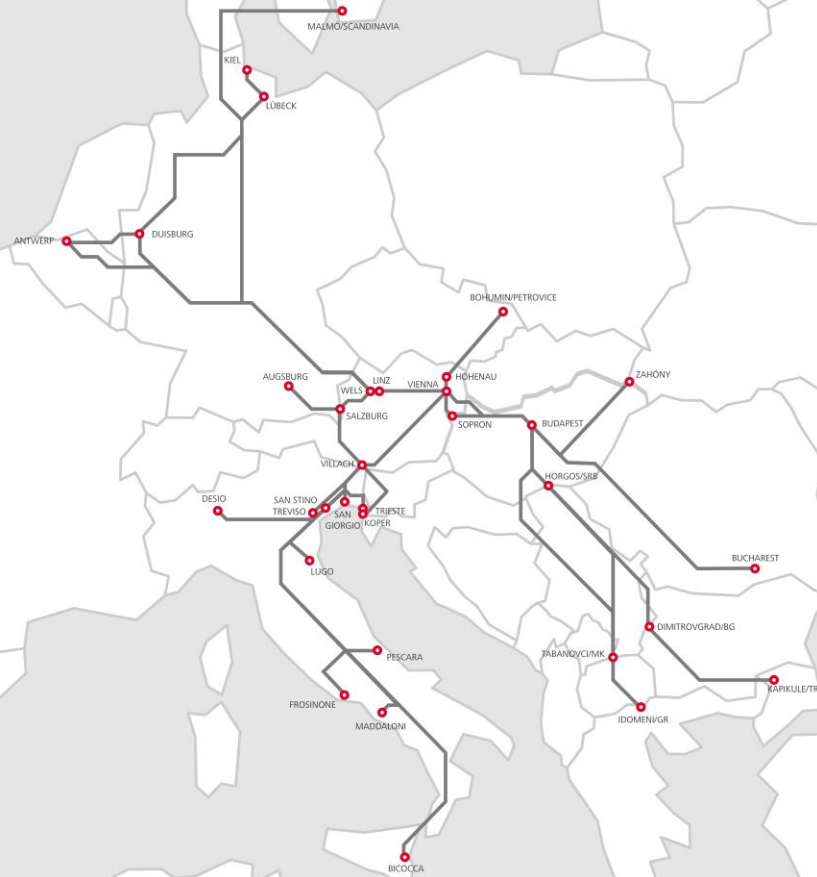 MALMÖ/SCANDINAVIA
KIEL
LÜBECK
ANTWERP
DUISBURG
BOHUMIN/PETROVICE
AUGSBURG
LINZ
WELS
VIENNA
HOHENAU
ZAHÓNY
SALZBURG
SOPRON
BUDAPEST
VILLACH
HORGOS/SRB
DESIO
SAN STINO
TREVISO
SAN
GIORGIO
TRIESTE
KOPER
LUGO
BUCHAREST
DIMITROVGRAD/BG
PESCARA
TABANOVCI/MK
KAPIKULE/TR
FROSINONE
MADDALONI
IDOMENI/GR
BICOCCA